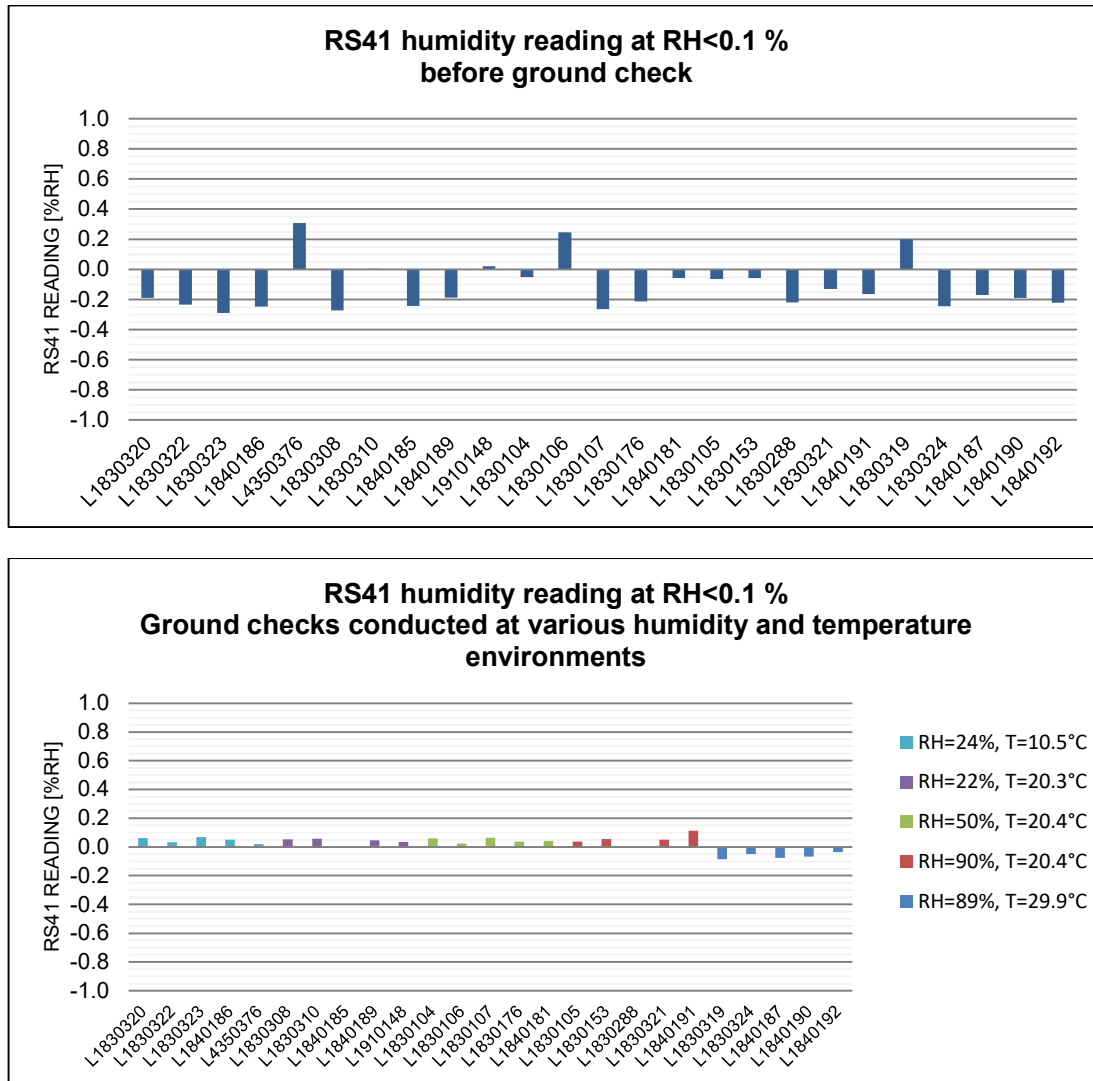 RS41 humidity reading at RH<0.1 %
before ground check
RS41 READING [%RH]
1.0
0.8
0.6
0.4
0.2
0.0
-0.2
-0.4
-0.6
-0.8
-1.0
L1830320
L1830322
L1830323
L1840186
L4350376
L1830308
L1830310
L1840185
L1840189
L1910148
L1830104
L1830106
L1830107
L1830176
L1840181
L1830105
L1830153
L1830288
L1830321
L1840191
L1830319
L1830324
L1840187
L1840190
L1840192
RS41 humidity reading at RH<0.1 %
Ground checks conducted at various humidity and temperature
environments
RS41 READING [%RH]
1.0
0.8
0.6
0.4
0.2
0.0
-0.2
-0.4
-0.6
-0.8
-1.0
L1830320
L1830322
L1830323
L1840186
L4350376
L1830308
L1830310
L1840185
L1840189
L1910148
L1830104
L1830106
L1830107
L1830176
L1840181
L1830105
L1830153
L1830288
L1830321
L1840191
L1830319
L1830324
L1840187
L1840190
L1840192
RH=24%, T=10.5°C
RH=22%, T=20.3°C
RH=50%, T=20.4°C
RH=90%, T=20.4°C
RH=89%, T=29.9°C